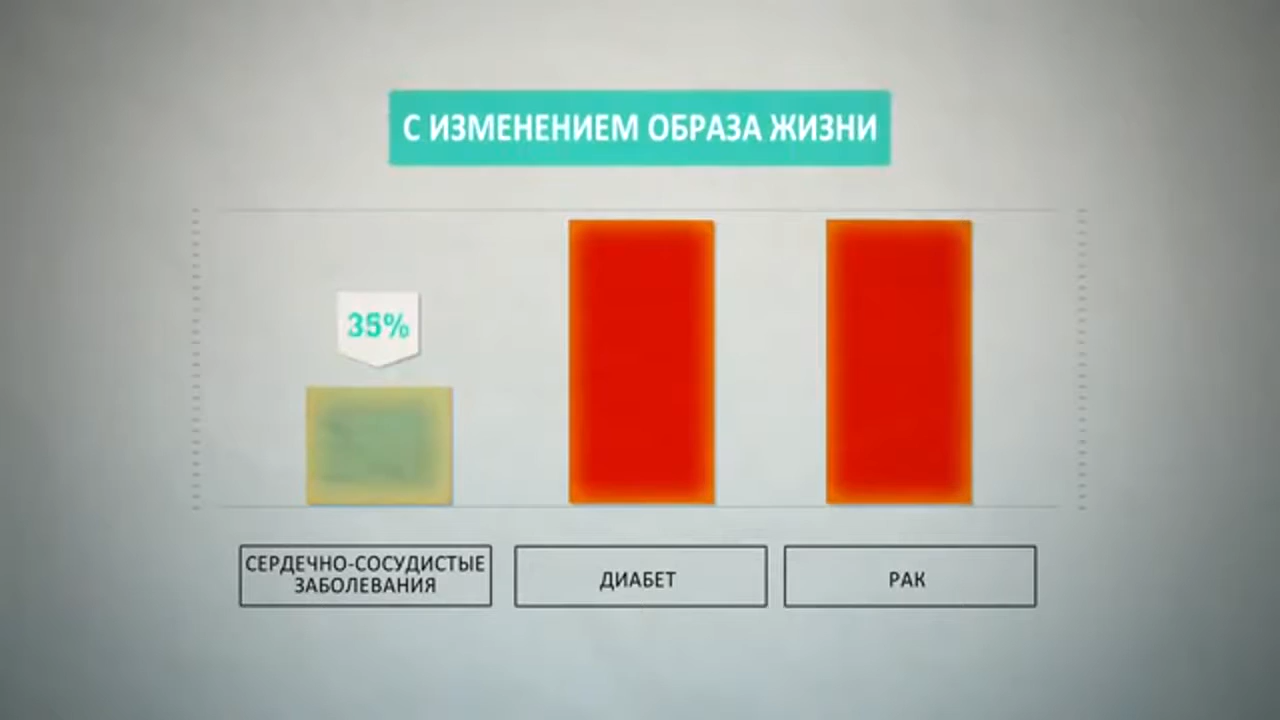 С ИЗМЕНЕНИЕМ ОБРАЗА ЖИЗНИ
35%
СЕРДЕЧНО-СОСУДИСТЫЕ
ЗАБОЛЕВАНИЯ
ДИАБЕТ
РАК